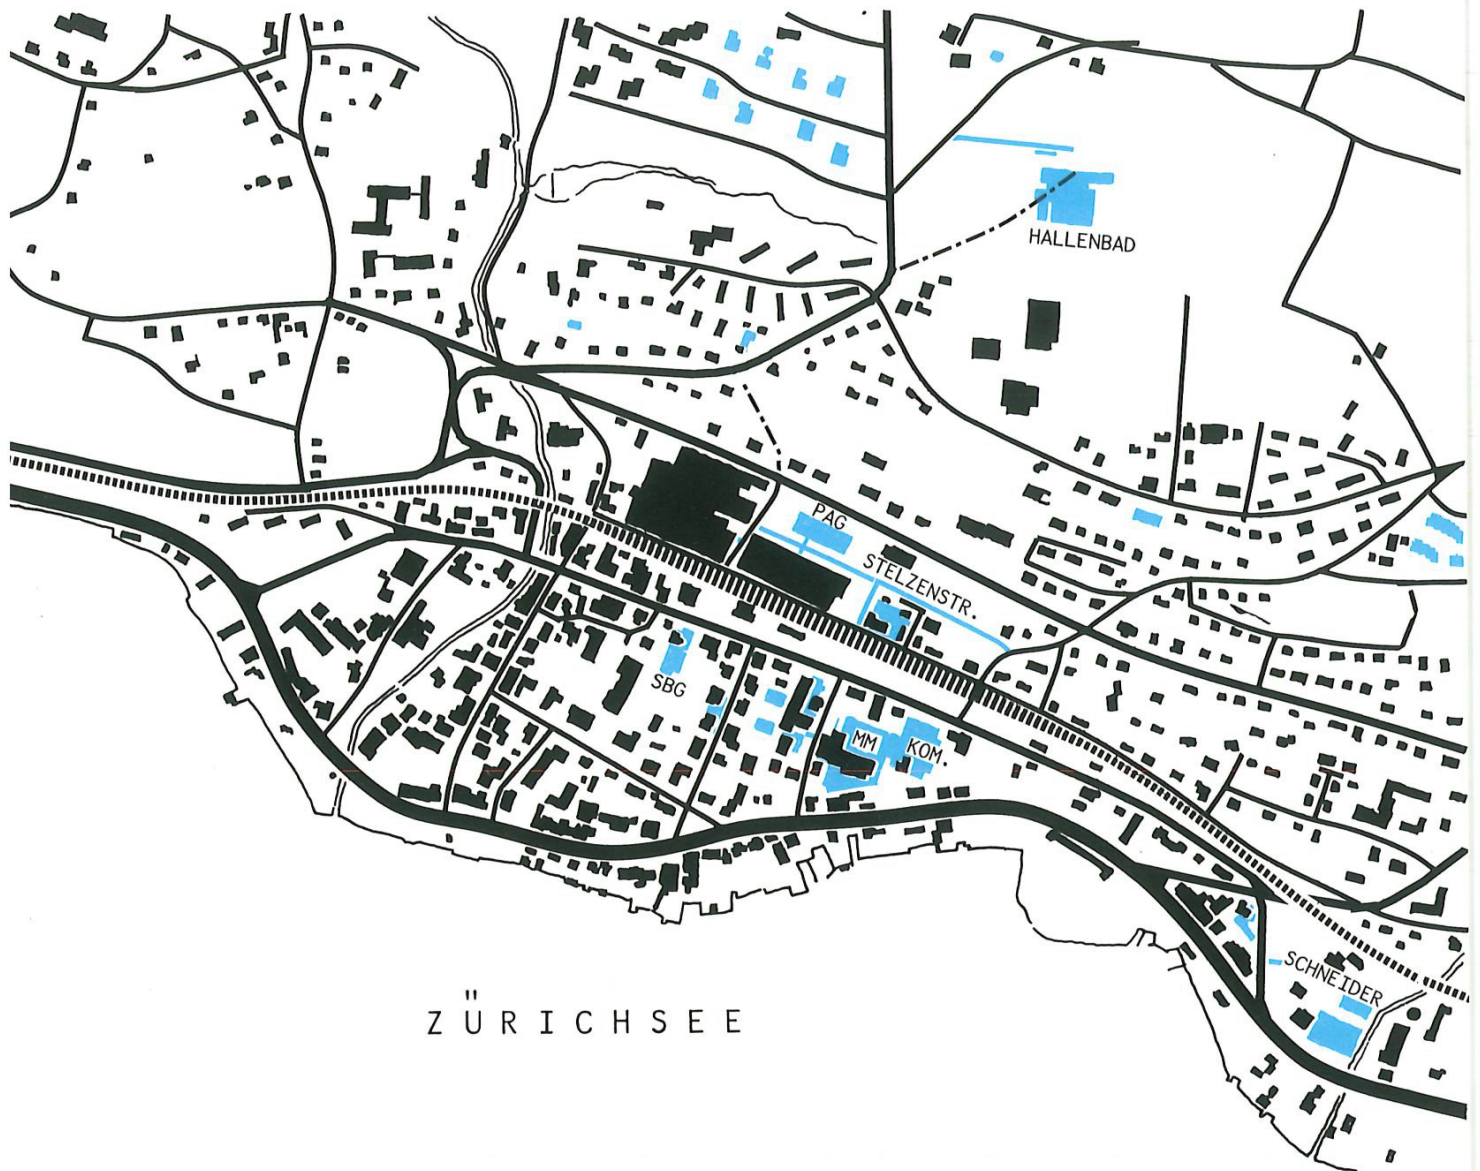 HALLENBAD
PAG
STELZENSTR.
SBG
MM
KOM.
SCHNEIDER
ZÜRICHSEE